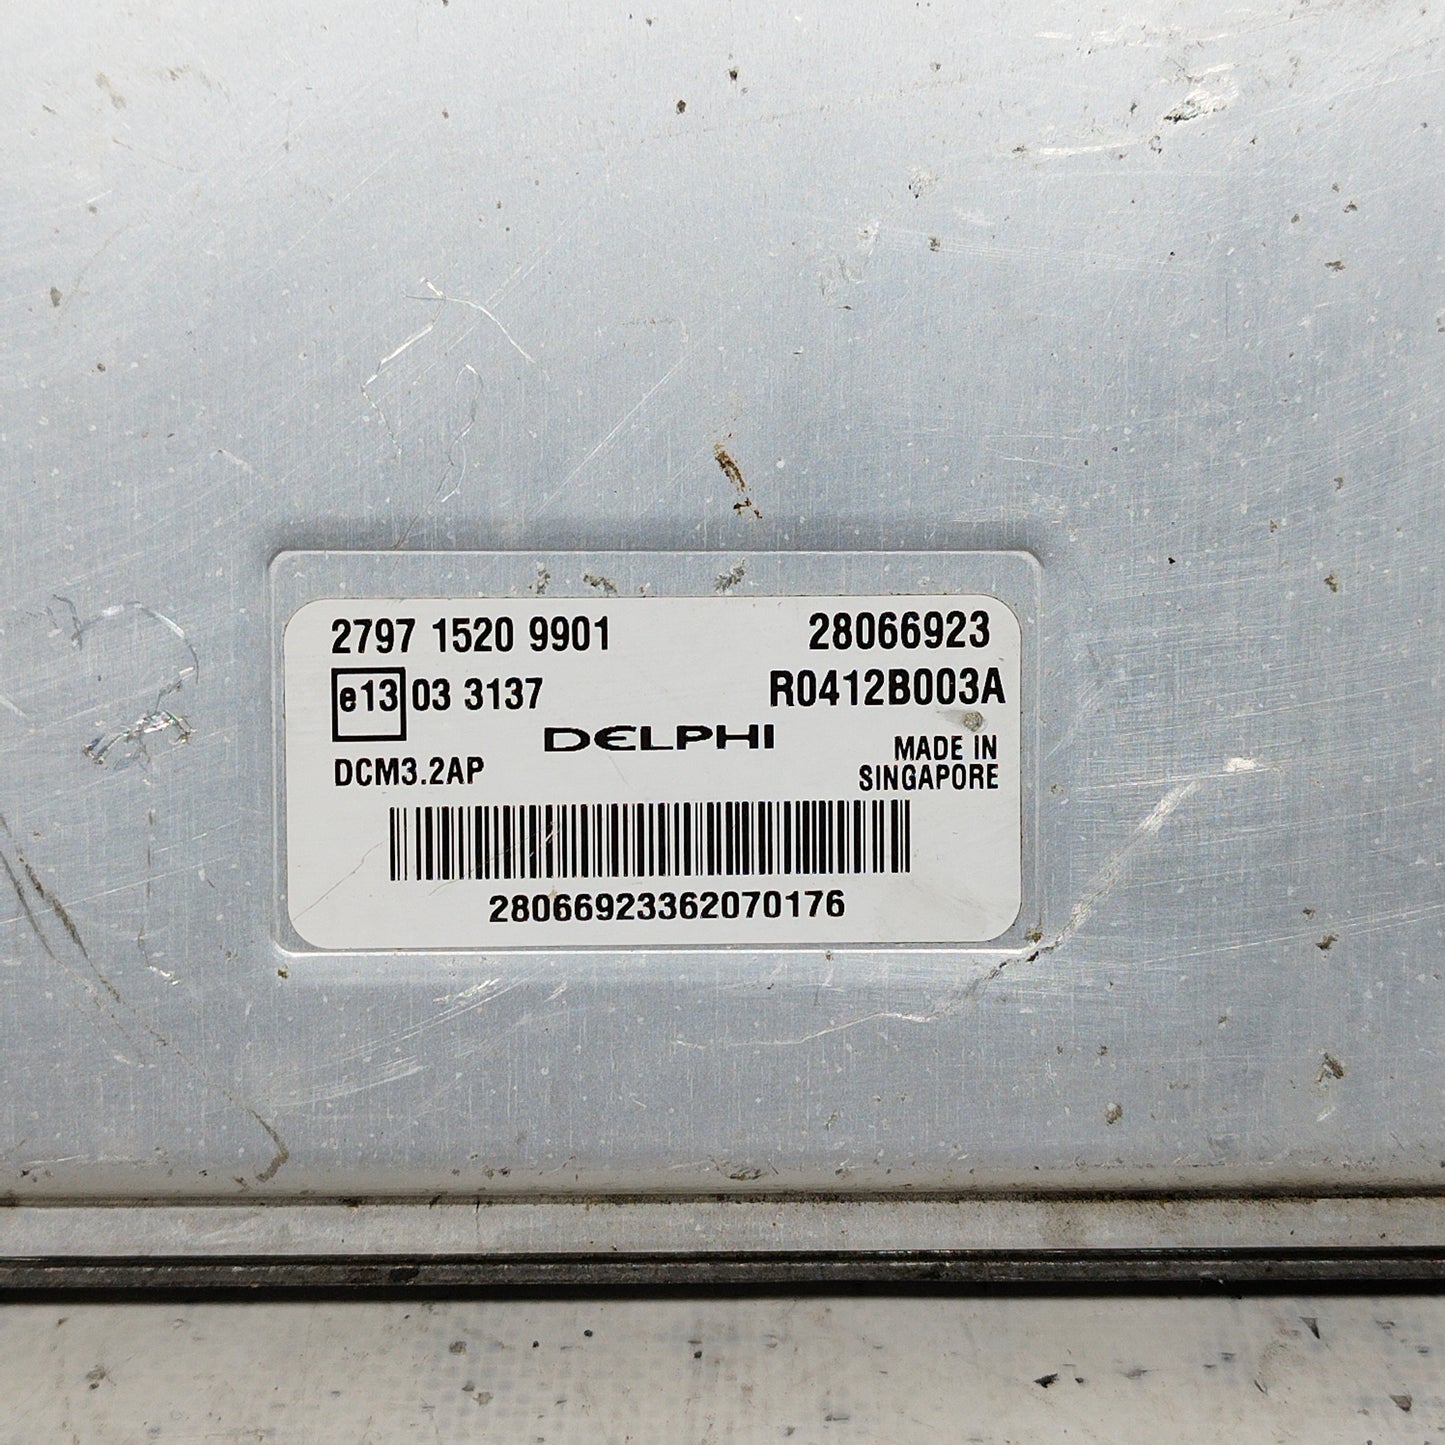 2797 1520 9901 28066923
e13 03 3137 R0412B003A
DELPHI
DCM3.2AP MADE IN
SINGAPORE
28066923362070176